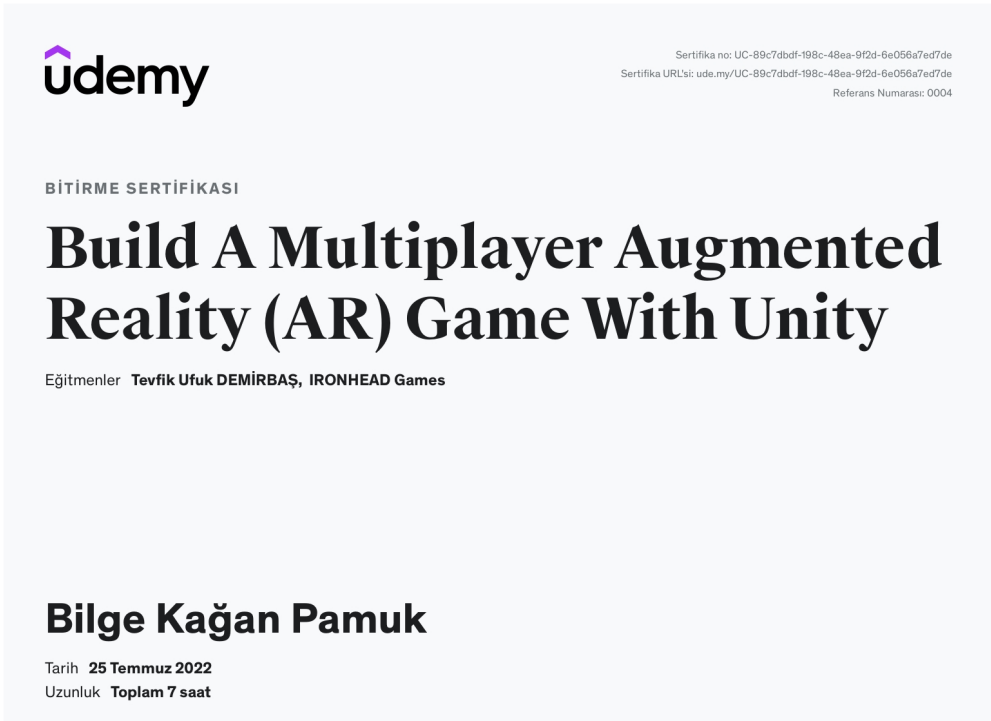 udemy
Sertifika no: UC-89c7dbdf-198c-48ea-9f2d-6e056a7ed7de
Sertifika URL'si: ude.my/UC-89c7dbdf-198c-48ea-9f2d-6e056a7ed7de
Referans Numarası: 0004
BİTİRME SERTİFİKASI
Build A Multiplayer Augmented
Reality (AR) Game With Unity
Eğitmenler Tevfik Ufuk DEMİRBAŞ, IRONHEAD Games
Bilge Kağan Pamuk
Tarih 25 Temmuz 2022
Uzunluk Toplam 7 saat